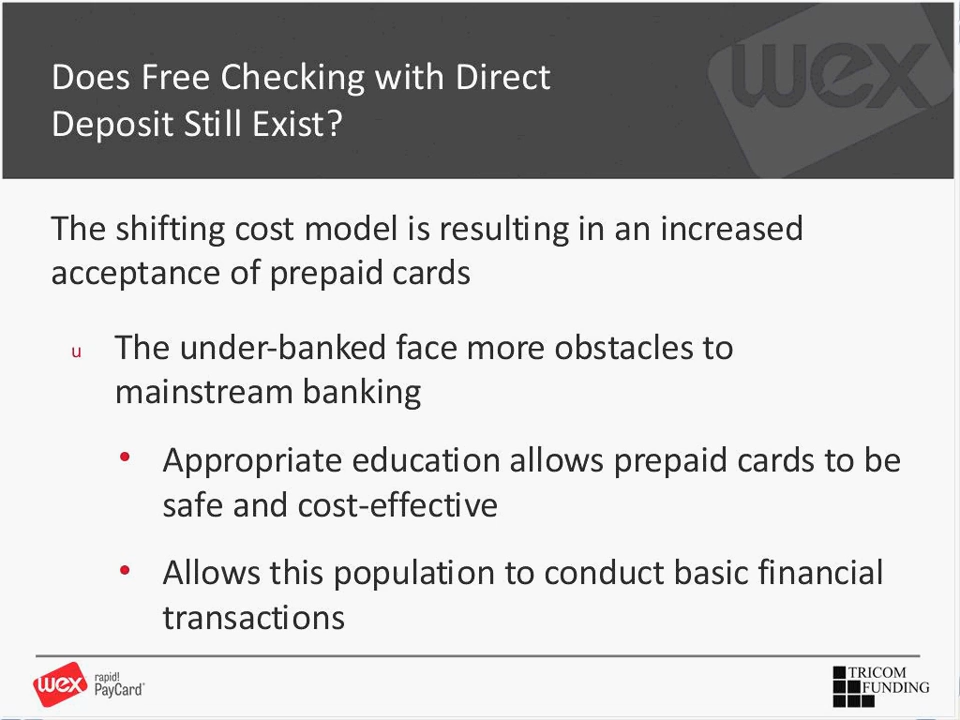 wex
Does Free Checking with Direct
Deposit Still Exist?
The shifting cost model is resulting in an increased
acceptance of prepaid cards
u The under-banked face more obstacles to
mainstream banking
• Appropriate education allows prepaid cards to be
safe and cost-effective
• Allows this population to conduct basic financial
transactions
wex rapid!
PayCard®
TRICOM
FUNDING